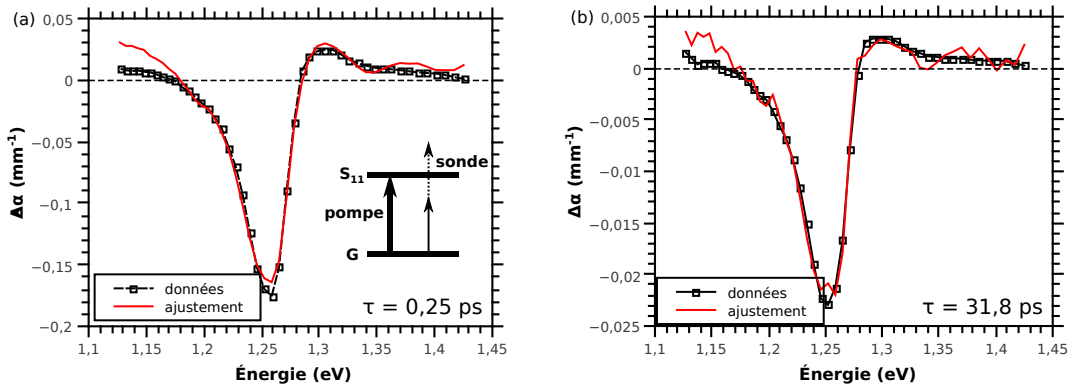 (a)
0,05
0
−0,05
−0,1
−0,15
−0,2
Δα (mm⁻¹)
1,1
1,15
1,2
1,25
1,3
1,35
1,4
1,45
Énergie (eV)
S₁₁
sonde
pompe
G
données
ajustement
τ = 0,25 ps
(b)
0,005
0
−0,005
−0,01
−0,015
−0,02
−0,025
Δα (mm⁻¹)
1,1
1,15
1,2
1,25
1,3
1,35
1,4
1,45
Énergie (eV)
données
ajustement
τ = 31,8 ps